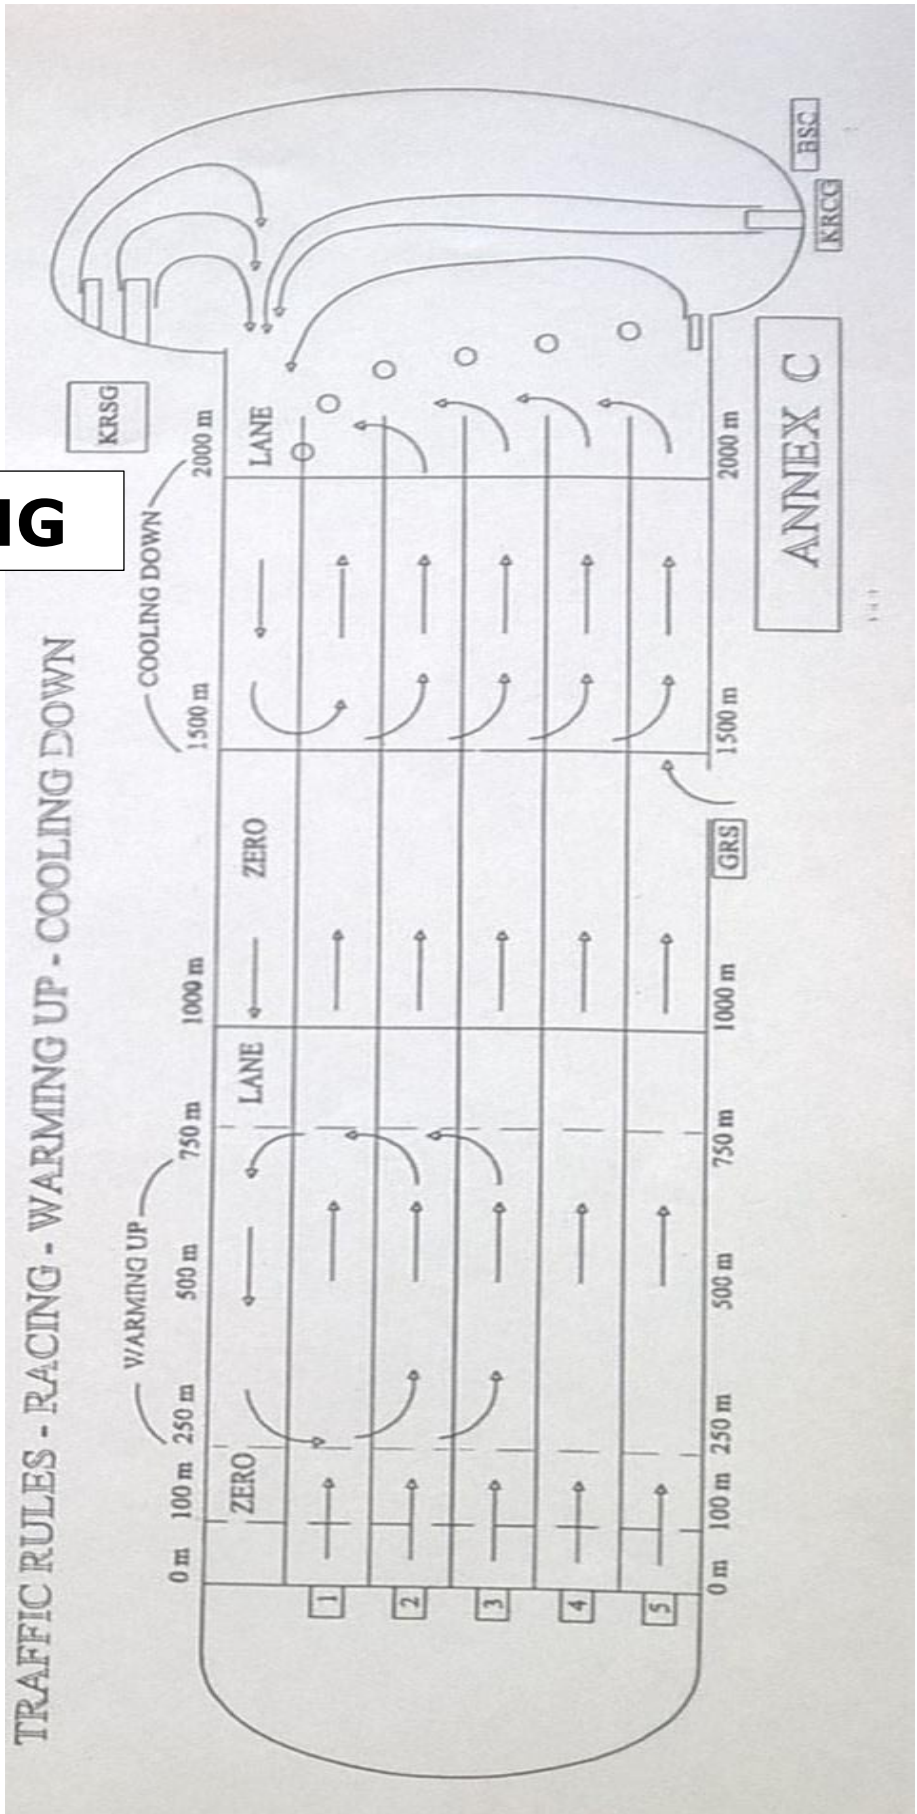 TRAFFIC RULES - RACING - WARMING UP - COOLING DOWN
IG
WARMING UP
COOLING DOWN
KRSG
0 m
100 m
250 m
500 m
750 m
1000 m
1500 m
2000 m
ZERO
LANE
ZERO
LANE
1
2
3
4
5
0 m
100 m
250 m
500 m
750 m
1000 m
1500 m
2000 m
GRS
KRCG
BSC
ANNEX C